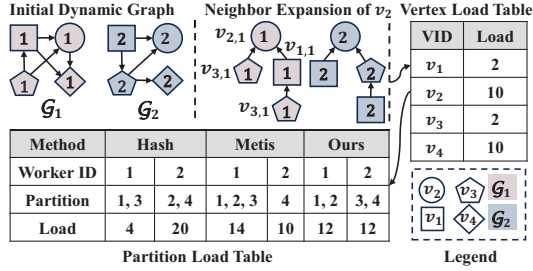 Initial Dynamic Graph
Neighbor Expansion of v₂
Vertex Load Table
1 1 2 2
1 1 2 2
𝒢₁ 𝒢₂
v₂,₁ 1 2
v₁,₁
v₃,₁ 1 1 2 2
v₃,₁ 1 2
VID Load
v₁ 2
v₂ 10
v₃ 2
v₄ 10
Method Hash Metis Ours
Worker ID 1 2 1 2 1 2
Partition 1, 3 2, 4 1, 2, 3 4 1, 2 3, 4
Load 4 20 14 10 12 12
Partition Load Table
v₂ v₃ 𝒢₁
v₁ v₄ 𝒢₂
Legend